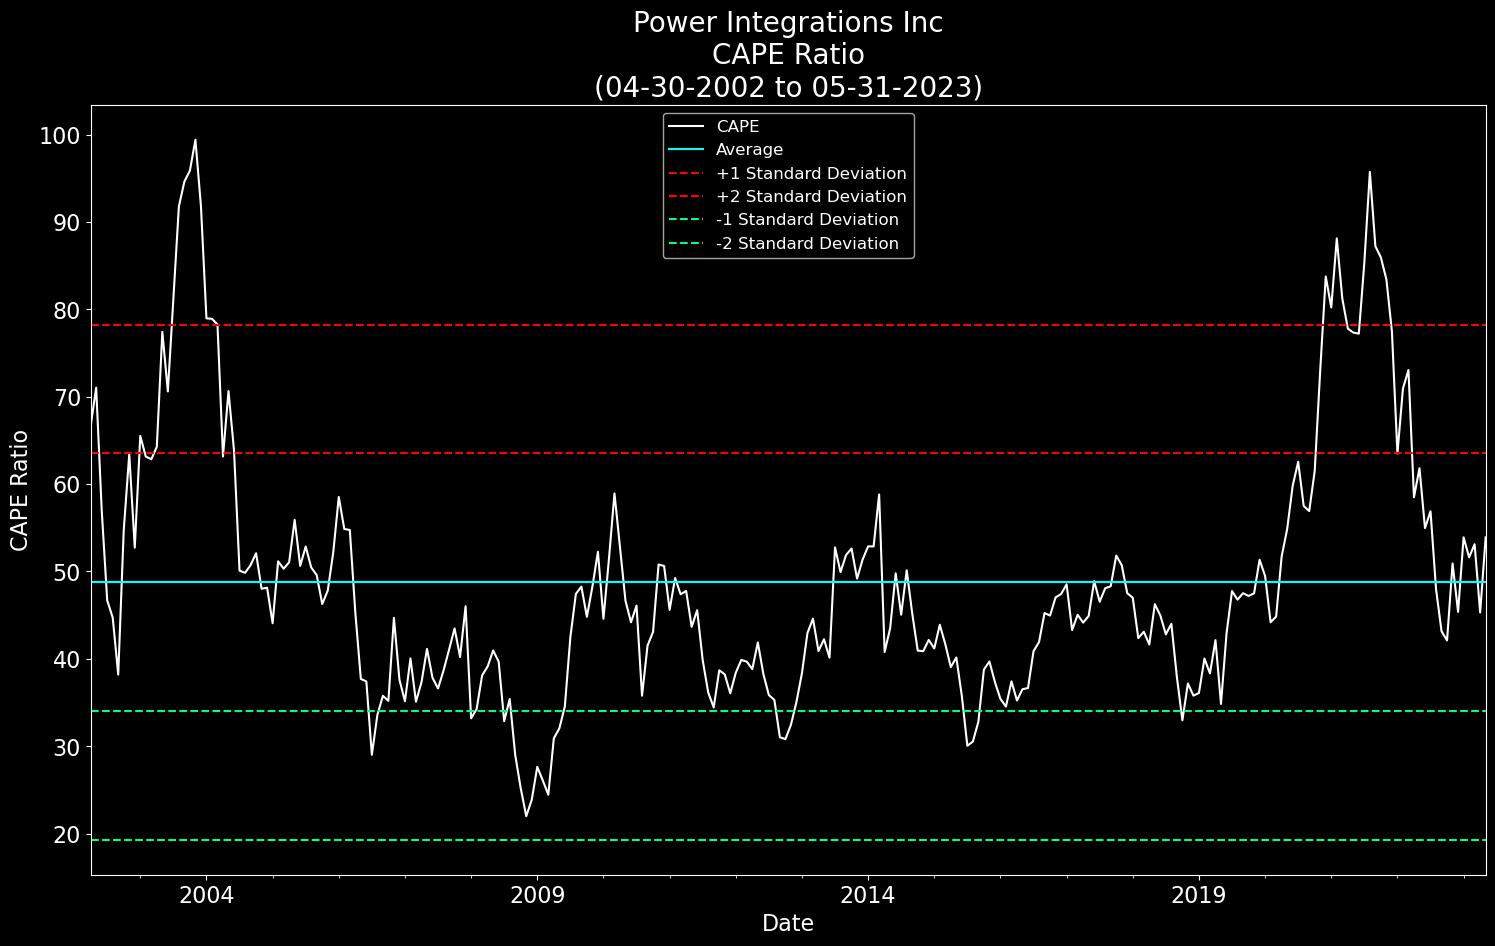 Power Integrations Inc
CAPE Ratio
(04-30-2002 to 05-31-2023)
CAPE
Average
+1 Standard Deviation
+2 Standard Deviation
-1 Standard Deviation
-2 Standard Deviation
CAPE Ratio
100
90
80
70
60
50
40
30
20
2004
2009
2014
2019
Date